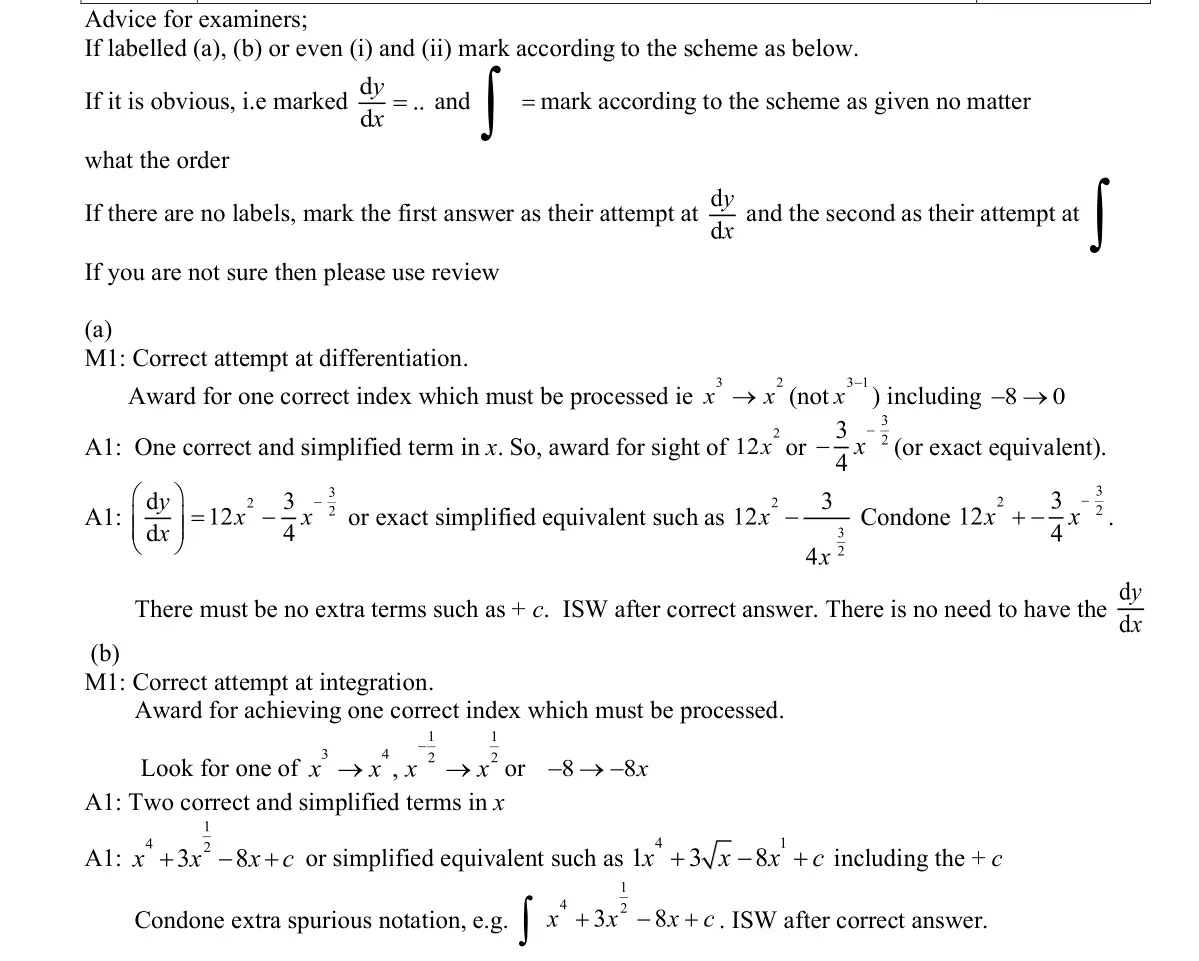 Advice for examiners;
If labelled (a), (b) or even (i) and (ii) mark according to the scheme as below.
If it is obvious, i.e marked dy/dx = .. and ∫ = mark according to the scheme as given no matter
what the order
If there are no labels, mark the first answer as their attempt at dy/dx and the second as their attempt at ∫
If you are not sure then please use review
(a)
M1: Correct attempt at differentiation.
Award for one correct index which must be processed ie x^3 → x^2 (not x^(3–1)) including –8 → 0
A1: One correct and simplified term in x. So, award for sight of 12x^2 or –3/4 x^(–3/2) (or exact equivalent).
A1: (dy/dx) = 12x^2 – 3/4 x^(–3/2) or exact simplified equivalent such as 12x^2 – 3/(4x^(3/2)) Condone 12x^2 + –3/4 x^(–3/2).
There must be no extra terms such as + c. ISW after correct answer. There is no need to have the dy/dx
(b)
M1: Correct attempt at integration.
Award for achieving one correct index which must be processed.
Look for one of x^3 → x^4, x^(–1/2) → x^(1/2) or –8 → –8x
A1: Two correct and simplified terms in x
A1: x^4 + 3x^(1/2) – 8x + c or simplified equivalent such as 1x^4 + 3√x – 8x^1 + c including the + c
Condone extra spurious notation, e.g. ∫ x^4 + 3x^(1/2) – 8x + c. ISW after correct answer.